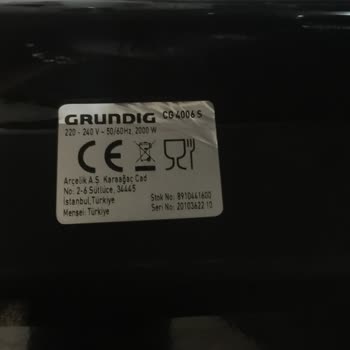 GRUNDIG CG 4006 S
220 - 240 V ~ 50/60Hz, 2000 W
CE
Arçelik A.S. Karaağaç Cad
No: 2-6 Sütlüce, 34445
İstanbul,Türkiye
Menşei: Türkiye
Stok No: 8910441600
Seri No: 20103622 10